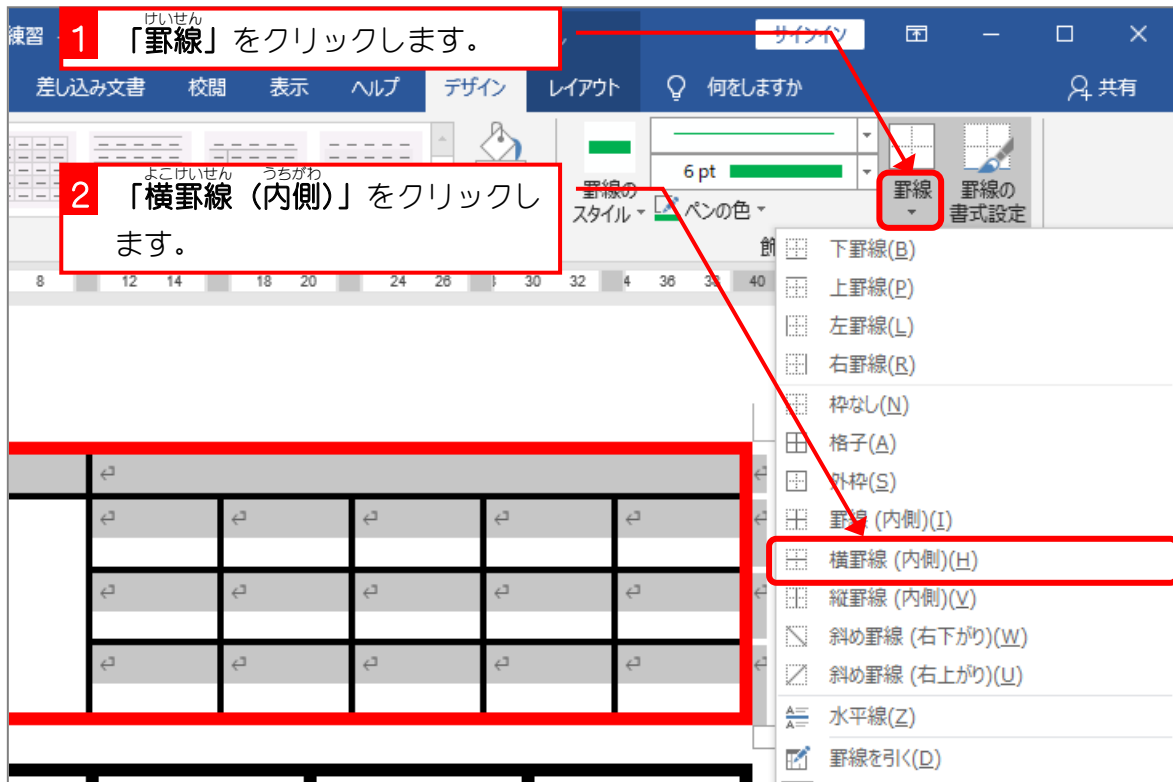 練習
サインイン
1
けいせん
「罫線」をクリックします。
差し込み文書 校閲 表示 ヘルプ デザイン レイアウト 何をしますか 共有
6 pt
罫線の
スタイル
ペンの色
罫線
罫線の
書式設定
2
よこけいせん うちがわ
「横罫線（内側）」をクリックし
ます。
飾
8 12 14 18 20 24 26 30 32 4 36 38 40
下罫線(B)
上罫線(P)
左罫線(L)
右罫線(R)
枠なし(N)
格子(A)
外枠(S)
罫線 (内側)(I)
横罫線 (内側)(H)
縦罫線 (内側)(V)
斜め罫線 (右下がり)(W)
斜め罫線 (右上がり)(U)
水平線(Z)
罫線を引く(D)